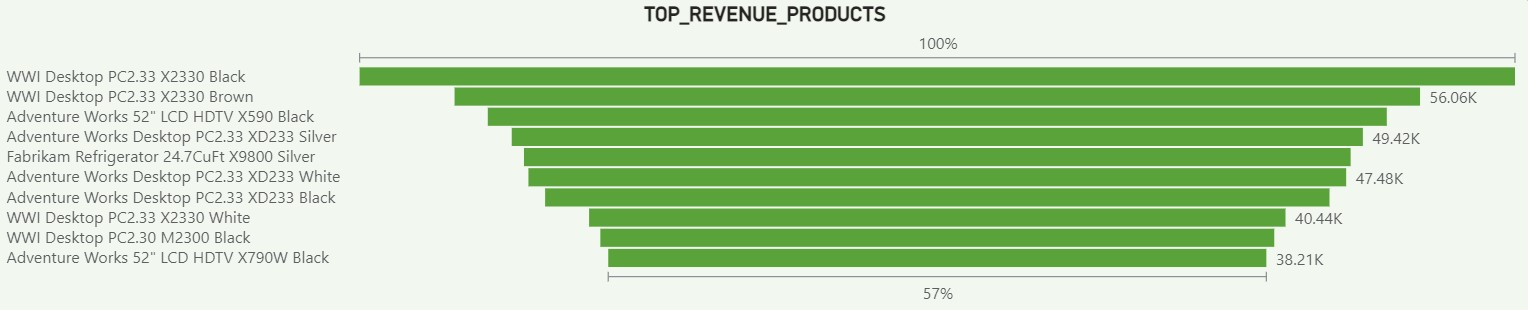 TOP_REVENUE_PRODUCTS
100%
WWI Desktop PC2.33 X2330 Black
WWI Desktop PC2.33 X2330 Brown 56.06K
Adventure Works 52" LCD HDTV X590 Black
Adventure Works Desktop PC2.33 XD233 Silver 49.42K
Fabrikam Refrigerator 24.7CuFt X9800 Silver
Adventure Works Desktop PC2.33 XD233 White 47.48K
Adventure Works Desktop PC2.33 XD233 Black
WWI Desktop PC2.33 X2330 White 40.44K
WWI Desktop PC2.30 M2300 Black
Adventure Works 52" LCD HDTV X790W Black 38.21K
57%